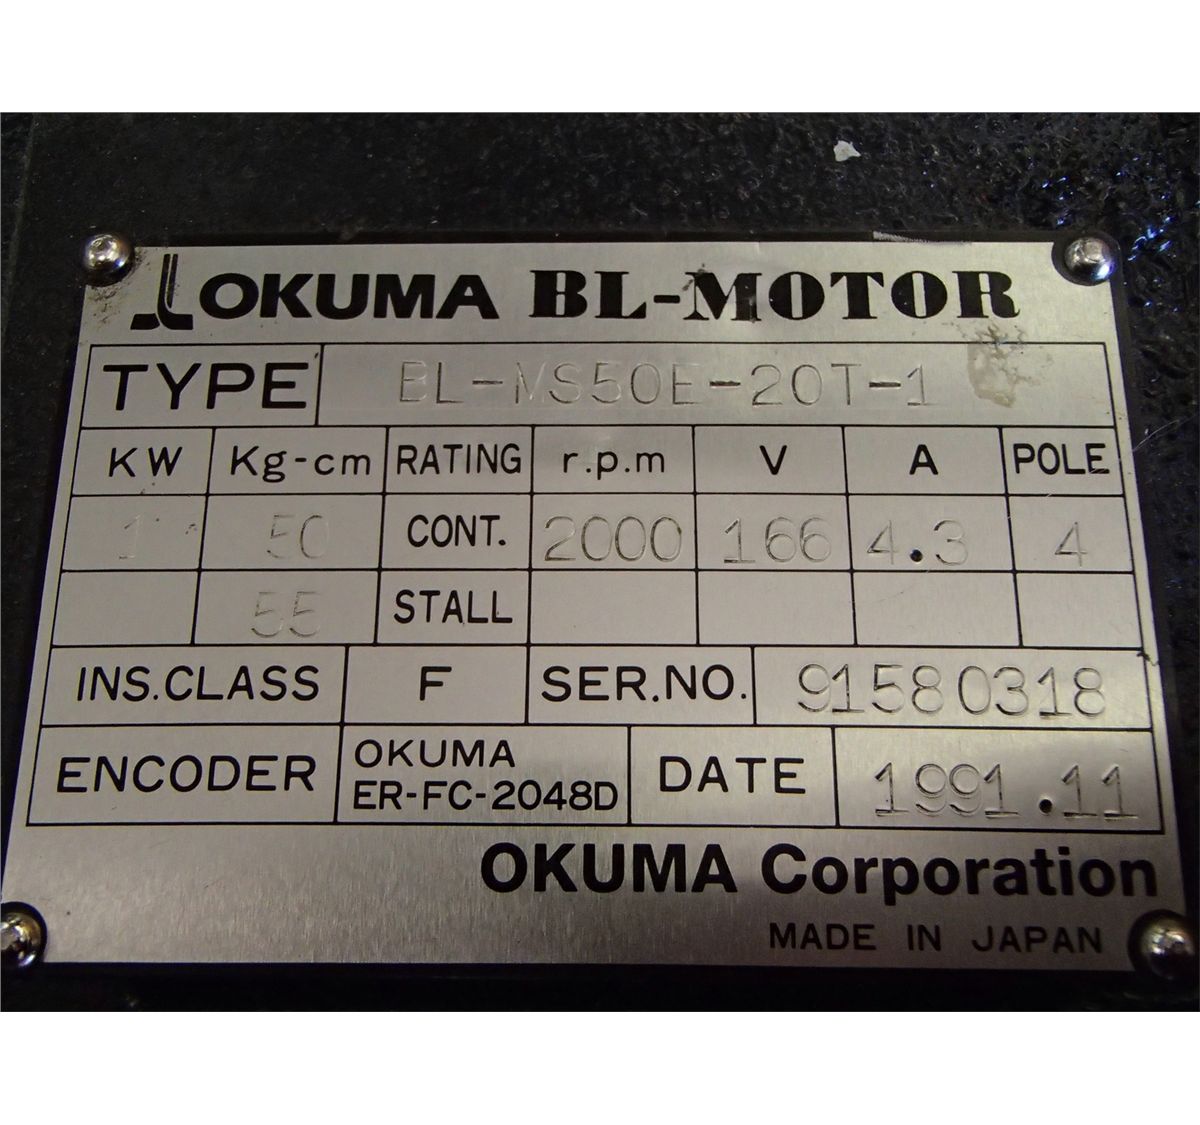 OKUMA BL-MOTOR
TYPE BL-MS50E-20T-1
KW Kg-cm RATING r.p.m V A POLE
1 50 CONT. 2000 166 4.3 4
55 STALL
INS.CLASS F SER.NO. 91580318
ENCODER OKUMA ER-FC-2048D DATE 1991.11
OKUMA Corporation
MADE IN JAPAN